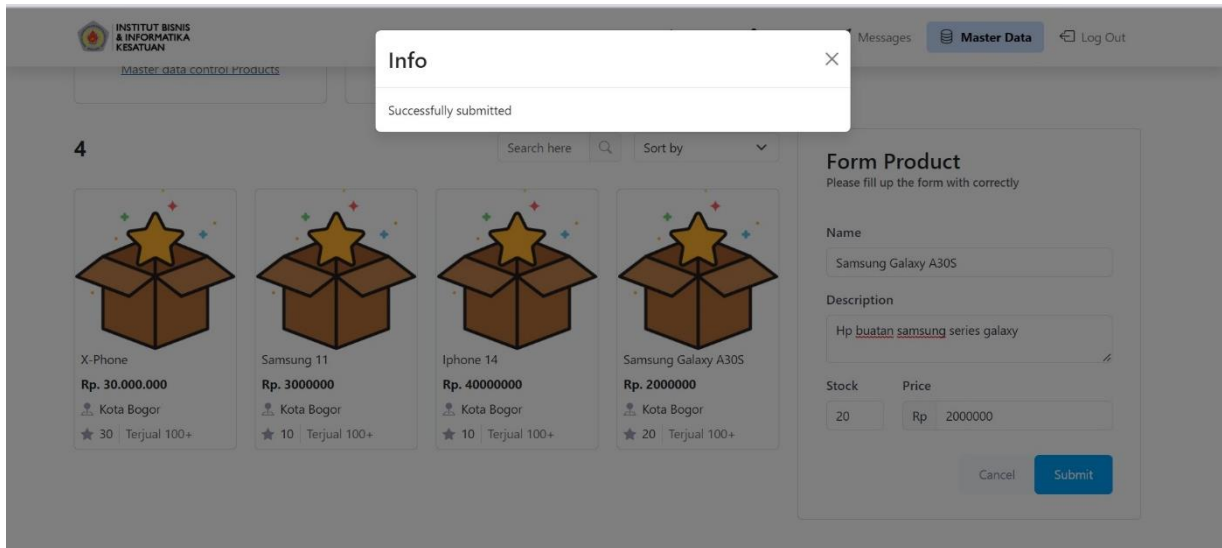 INSTITUT BISNIS
& INFORMATIKA
KESATUAN
Messages
Master Data
Log Out
Master data control Products
Info
Successfully submitted
4
Search here
Sort by
X-Phone
Rp. 30.000.000
Kota Bogor
30 Terjual 100+
Samsung 11
Rp. 3000000
Kota Bogor
10 Terjual 100+
Iphone 14
Rp. 40000000
Kota Bogor
10 Terjual 100+
Samsung Galaxy A30S
Rp. 2000000
Kota Bogor
20 Terjual 100+
Form Product
Please fill up the form with correctly
Name
Samsung Galaxy A30S
Description
Hp buatan samsung series galaxy
Stock Price
20 Rp 2000000
Cancel Submit